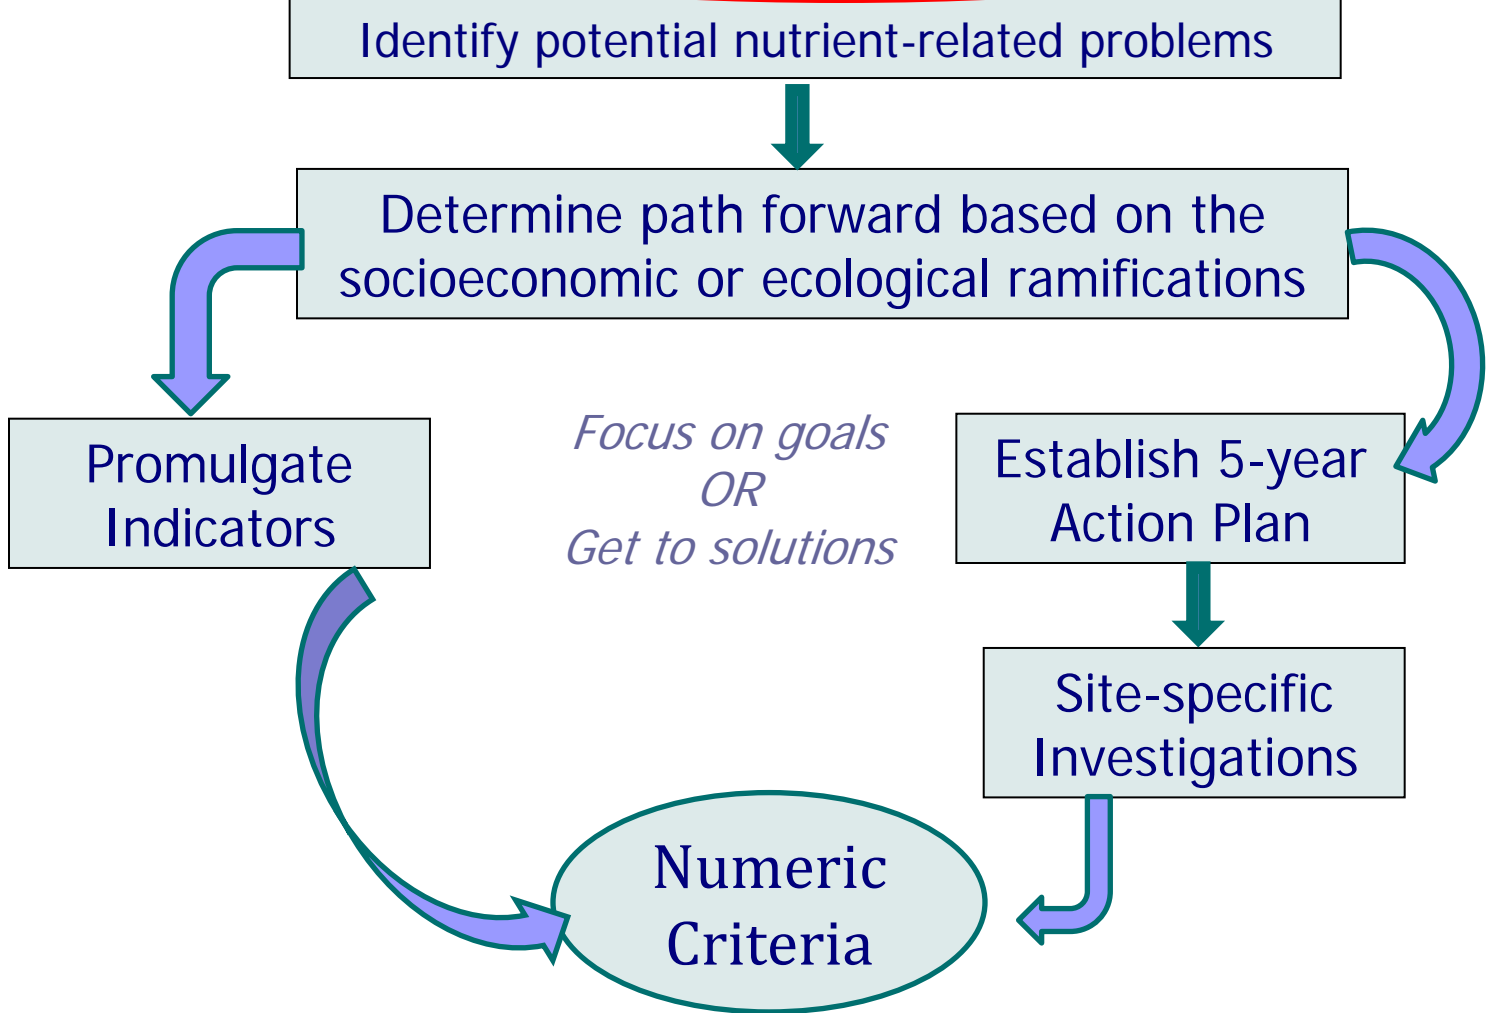 Identify potential nutrient-related problems
Determine path forward based on the
socioeconomic or ecological ramifications
Promulgate
Indicators
Focus on goals
OR
Get to solutions
Establish 5-year
Action Plan
Site-specific
Investigations
Numeric
Criteria